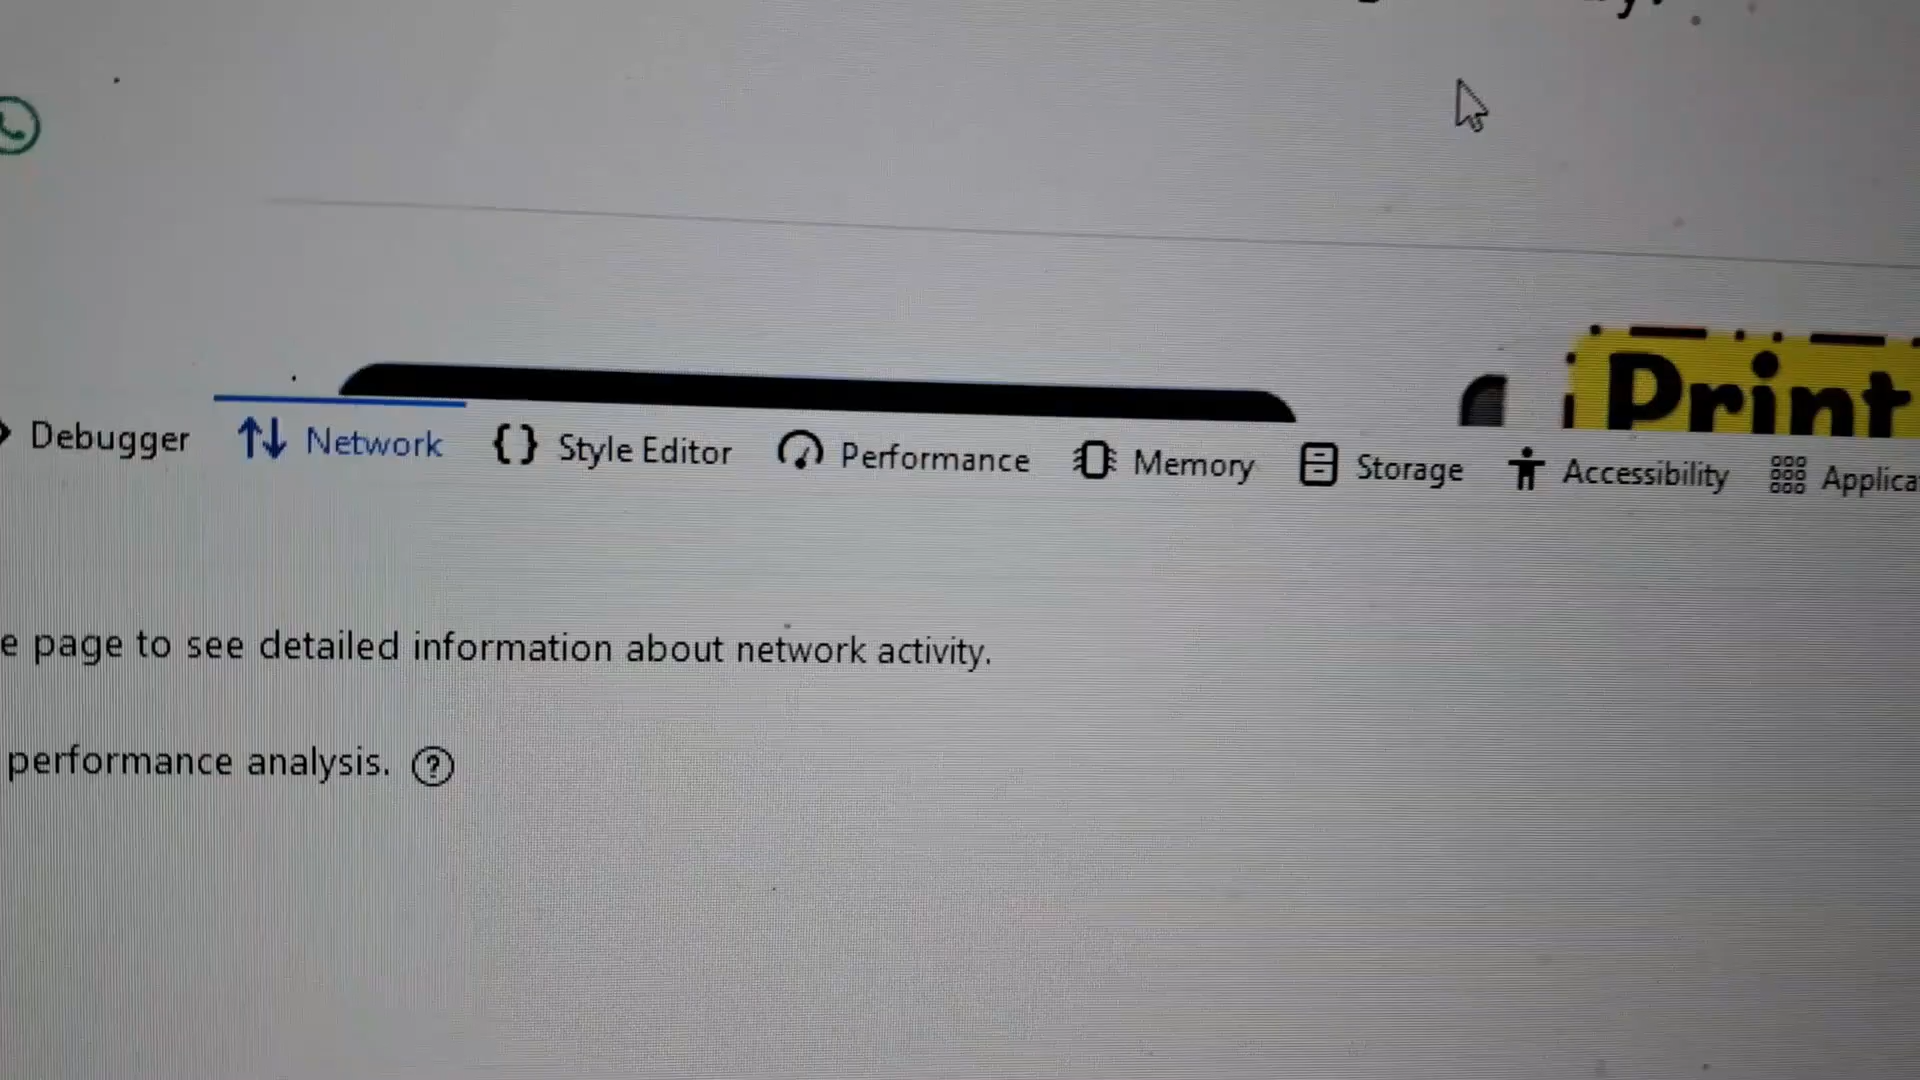 Print
Debugger Network Style Editor Performance Memory Storage Accessibility Applica
e page to see detailed information about network activity.
performance analysis. ?